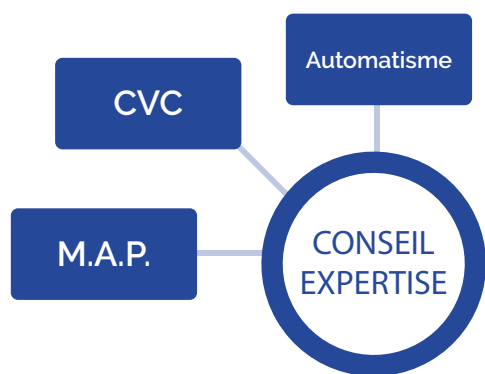 Automatisme
CVC
M.A.P.
CONSEIL
EXPERTISE